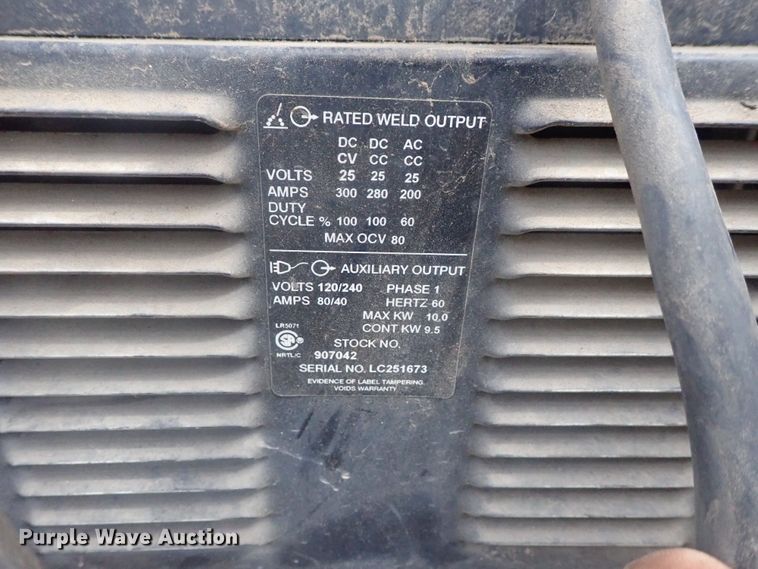 RATED WELD OUTPUT
DC DC AC
CV CC CC
VOLTS 25 25 25
AMPS 300 280 200
DUTY
CYCLE % 100 100 60
MAX OCV 80
AUXILIARY OUTPUT
VOLTS 120/240 PHASE 1
AMPS 80/40 HERTZ 60
MAX KW 10.0
CONT KW 9.5
LR5071
NRTL/C
STOCK NO.
907042
SERIAL NO. LC251673
EVIDENCE OF LABEL TAMPERING
VOIDS WARRANTY
Purple Wave Auction
purplewave.com